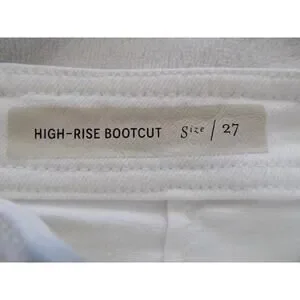 HIGH-RISE BOOTCUT Size / 27